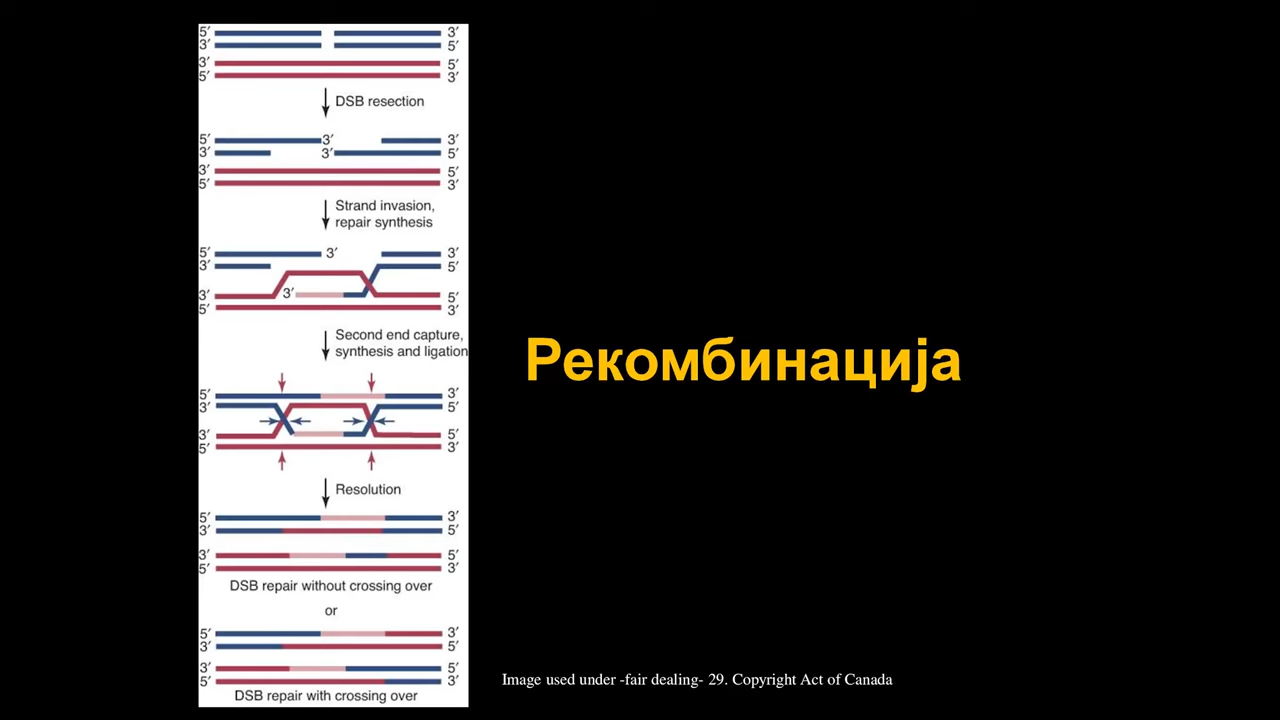 5′ 3′
3′ 5′
3′ 5′
5′ 3′
DSB resection
5′ 3′ 3′
3′ 3′ 5′
3′ 5′
5′ 3′
Strand invasion,
repair synthesis
5′ 3′ 3′
3′ 5′
3′ 3′ 5′
5′ 3′
Second end capture,
synthesis and ligation
5′ 3′
3′ 5′
3′ 5′
5′ 3′
Resolution
5′ 3′
3′ 5′
3′ 5′
5′ 3′
DSB repair without crossing over
or
5′ 3′
3′ 5′
3′ 5′
5′ 3′
DSB repair with crossing over
Рекомбинација
Image used under -fair dealing- 29. Copyright Act of Canada